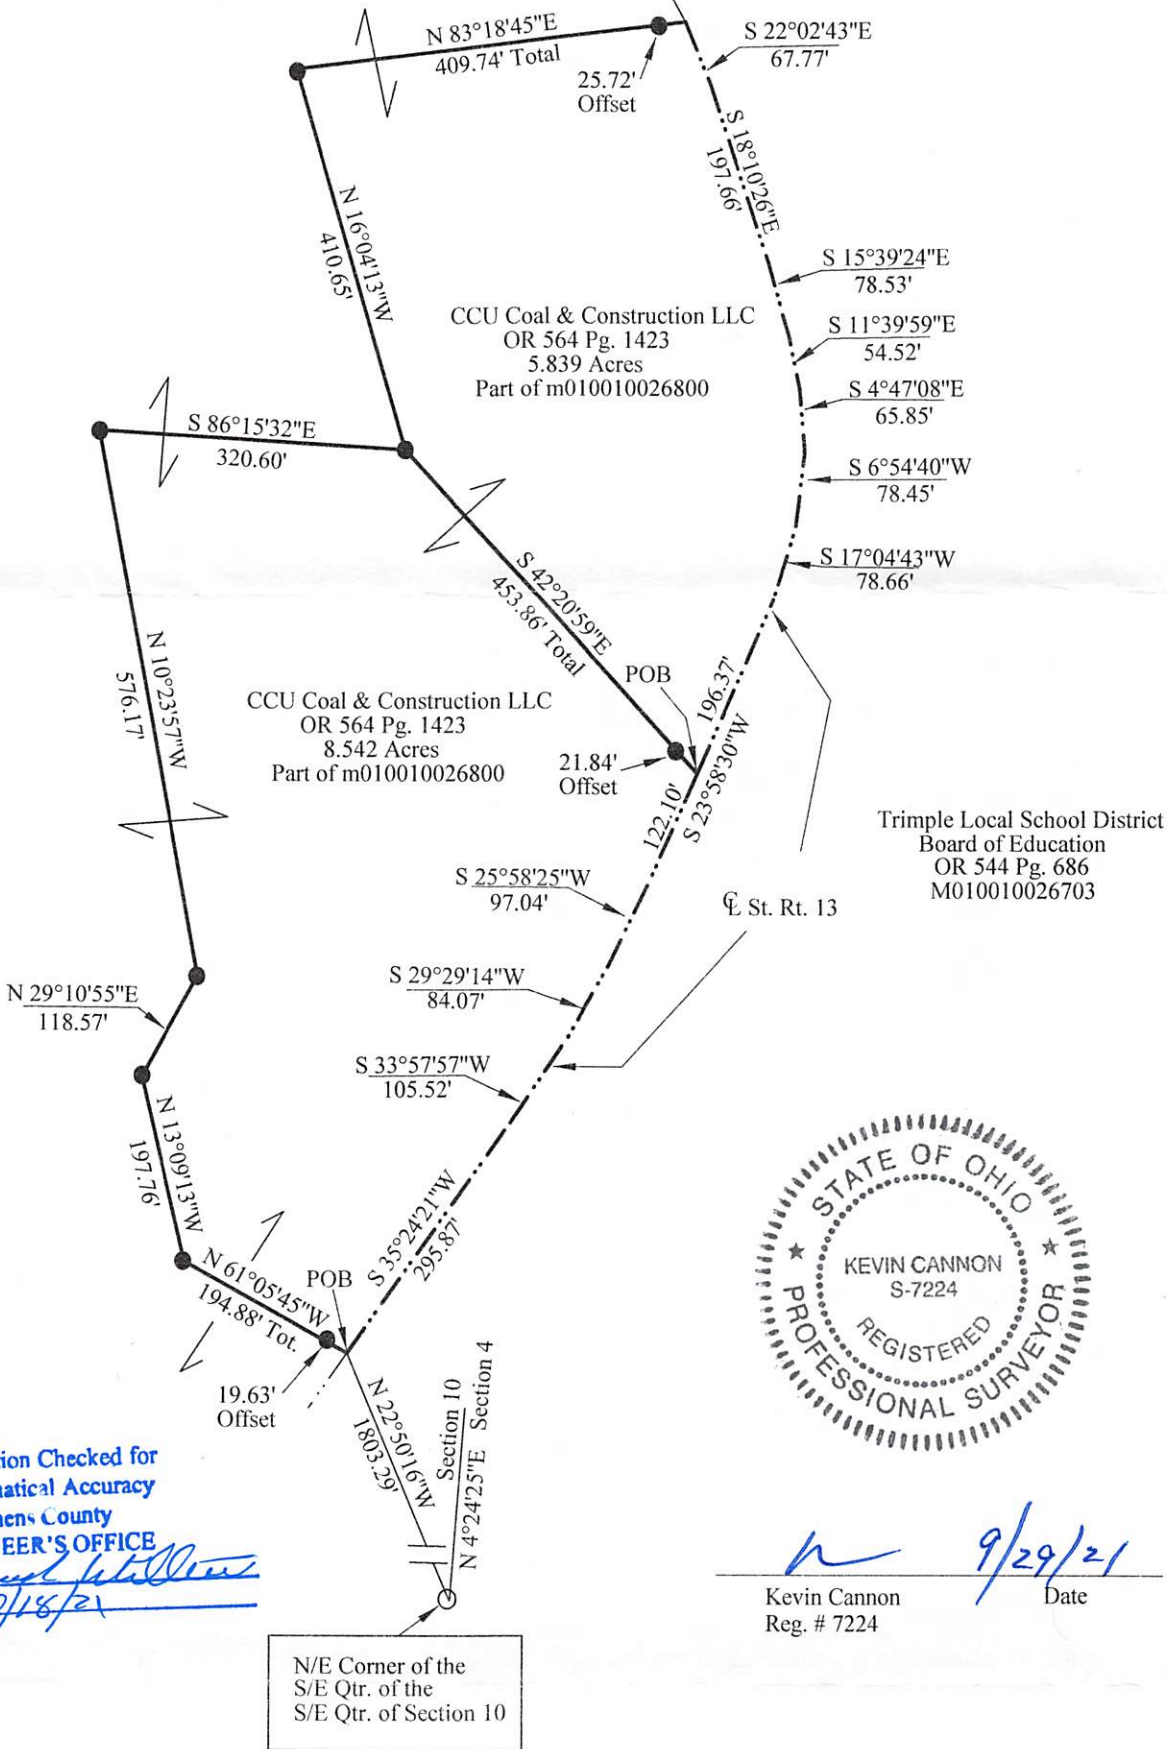 N 83°18'45"E
409.74' Total
25.72'
Offset
S 22°02'43"E
67.77'
S 18°10'26"E
197.66'
N 16°04'13"W
410.65'
S 15°39'24"E
78.53'
CCU Coal & Construction LLC
OR 564 Pg. 1423
5.839 Acres
Part of m010010026800
S 11°39'59"E
54.52'
S 4°47'08"E
65.85'
S 86°15'32"E
320.60'
S 6°54'40"W
78.45'
S 17°04'43"W
78.66'
S 42°20'59"E
453.86' Total
N 10°23'57"W
576.17'
POB
196.37'
S 23°58'30"W
122.10'
CCU Coal & Construction LLC
OR 564 Pg. 1423
8.542 Acres
Part of m010010026800
21.84'
Offset
Trimple Local School District
Board of Education
OR 544 Pg. 686
M010010026703
S 25°58'25"W
97.04'
℄ St. Rt. 13
S 29°29'14"W
84.07'
N 29°10'55"E
118.57'
S 33°57'57"W
105.52'
N 13°09'13"W
197.76'
S 35°24'21"W
295.87'
STATE OF OHIO
KEVIN CANNON
S-7224
REGISTERED
PROFESSIONAL SURVEYOR
N 61°05'45"W
194.88' Tot.
POB
19.63'
Offset
N 22°50'16"W
1803.29'
Section 10
N 4°24'25"E Section 4
tion Checked for
natical Accuracy
hens County
EER'S OFFICE
/18/21
9/29/21
Kevin Cannon
Date
Reg. # 7224
N/E Corner of the
S/E Qtr. of the
S/E Qtr. of Section 10